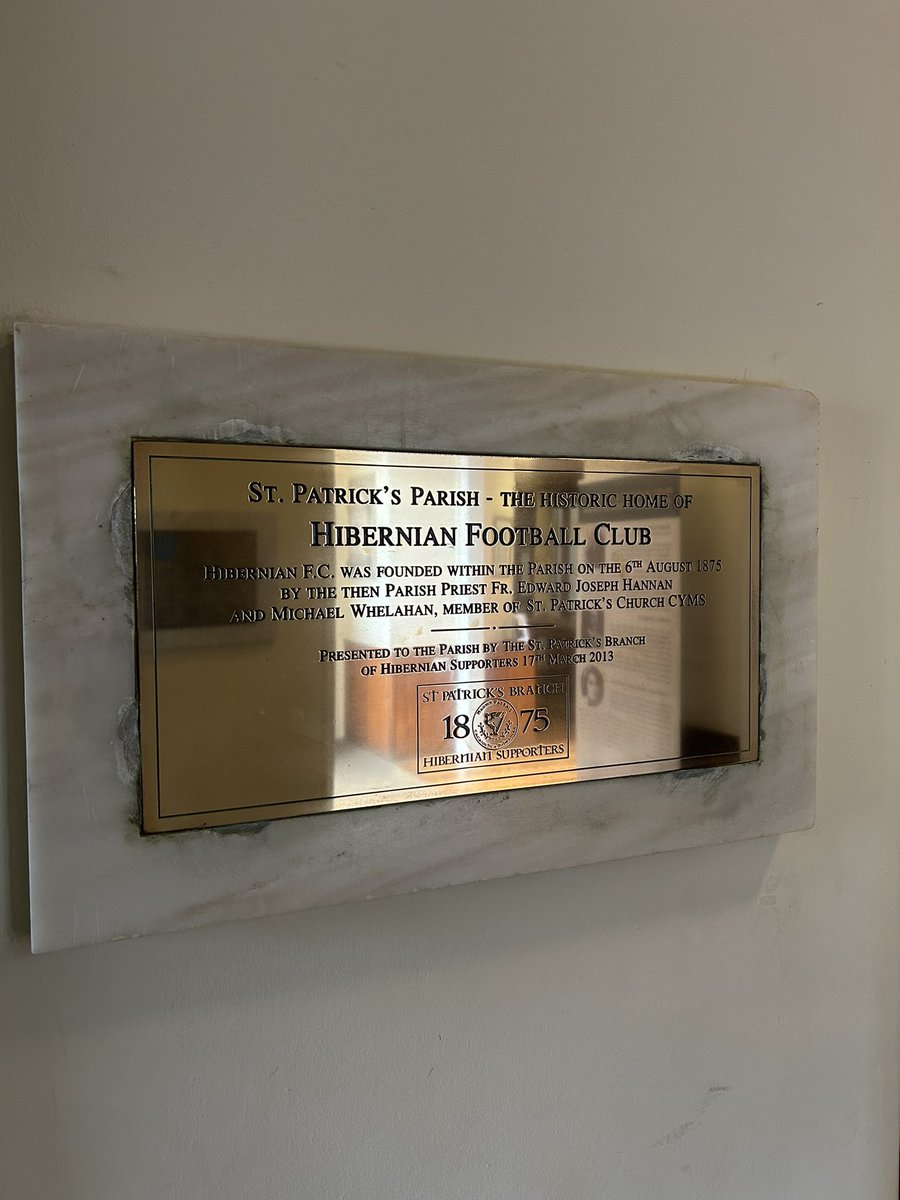 St. Patrick's Parish - the historic home of
Hibernian Football Club
Hibernian F.C. was founded within the Parish on the 6th August 1875
by the then Parish Priest Fr. Edward Joseph Hannan
and Michael Whelahan, member of St. Patrick's Church CYMS
Presented to the Parish by The St. Patrick's Branch
of Hibernian Supporters 17th March 2013
St Patrick's Branch
18 75
Hibernian Supporters